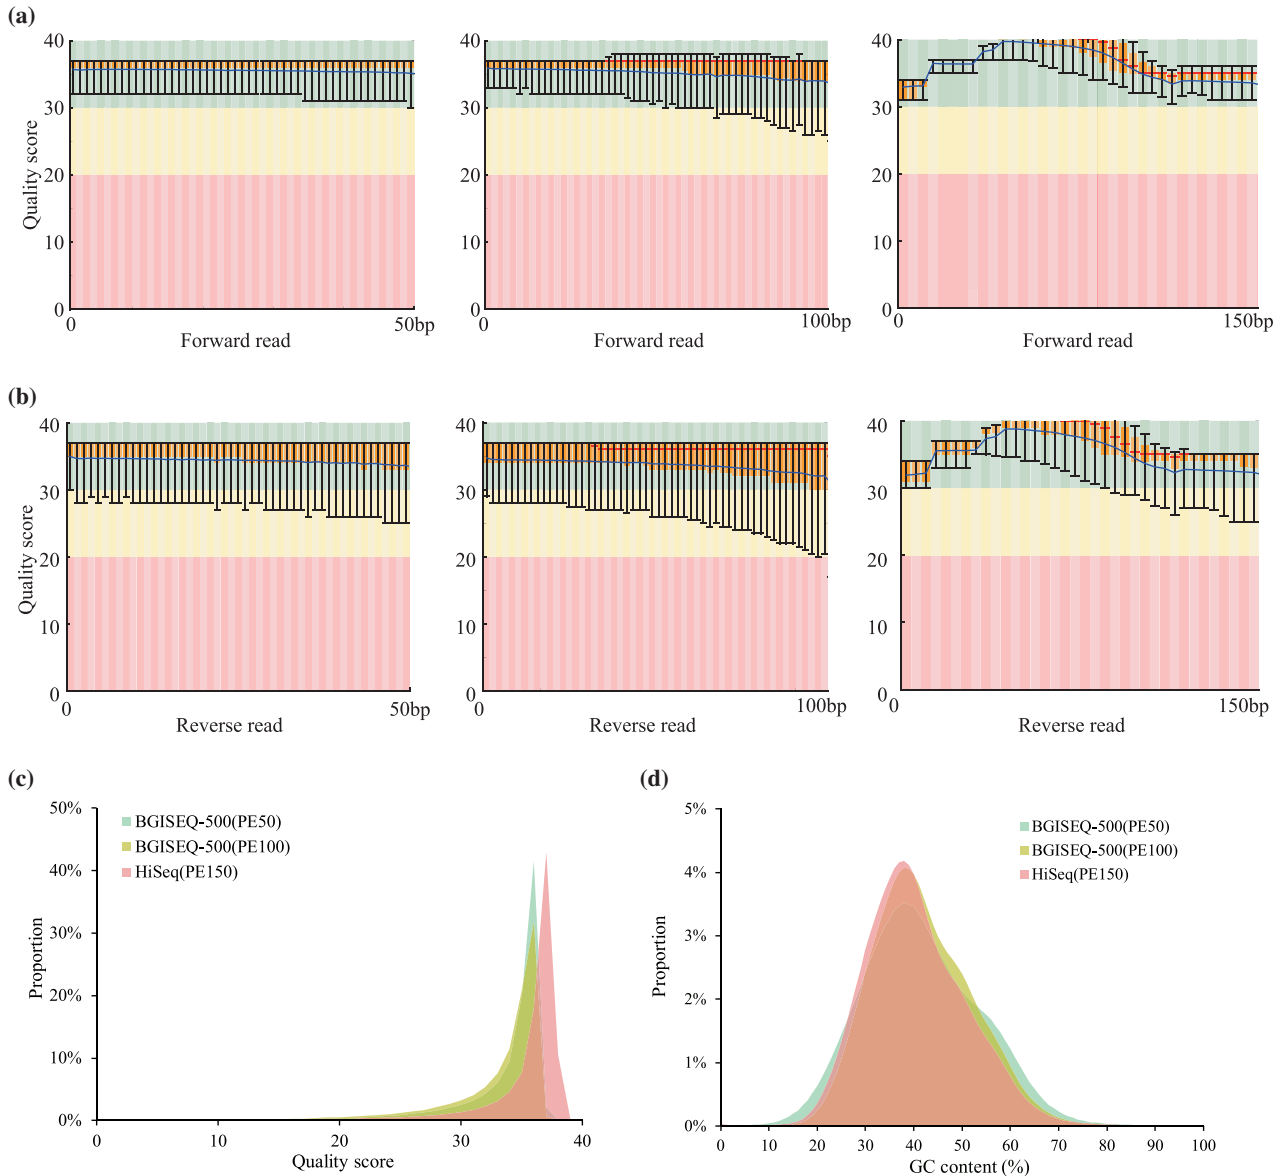 (a)
Quality score
40
30
20
10
0
0
50bp
Forward read
40
30
20
10
0
0
100bp
Forward read
40
30
20
10
0
0
150bp
Forward read
(b)
Quality score
40
30
20
10
0
0
50bp
Reverse read
40
30
20
10
0
0
100bp
Reverse read
40
30
20
10
0
0
150bp
Reverse read
(c)
Proportion
50%
40%
30%
20%
10%
0%
BGISEQ-500(PE50)
BGISEQ-500(PE100)
HiSeq(PE150)
0
20
30
40
Quality score
(d)
Proportion
5%
4%
3%
2%
1%
0%
BGISEQ-500(PE50)
BGISEQ-500(PE100)
HiSeq(PE150)
0 10 20 30 40 50 60 70 80 90 100
GC content (%)